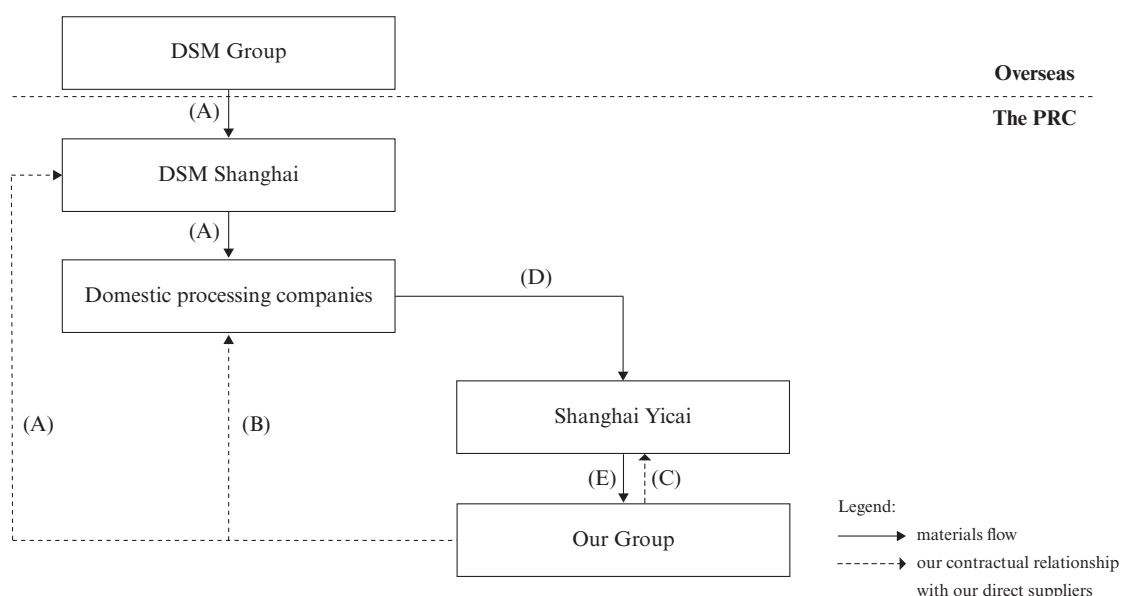 DSM Group
Overseas
(A)
The PRC
DSM Shanghai
(A)
Domestic processing companies
(D)
Shanghai Yicai
(A)
(B)
(E)
(C)
Our Group
Legend:
materials flow
our contractual relationship
with our direct suppliers